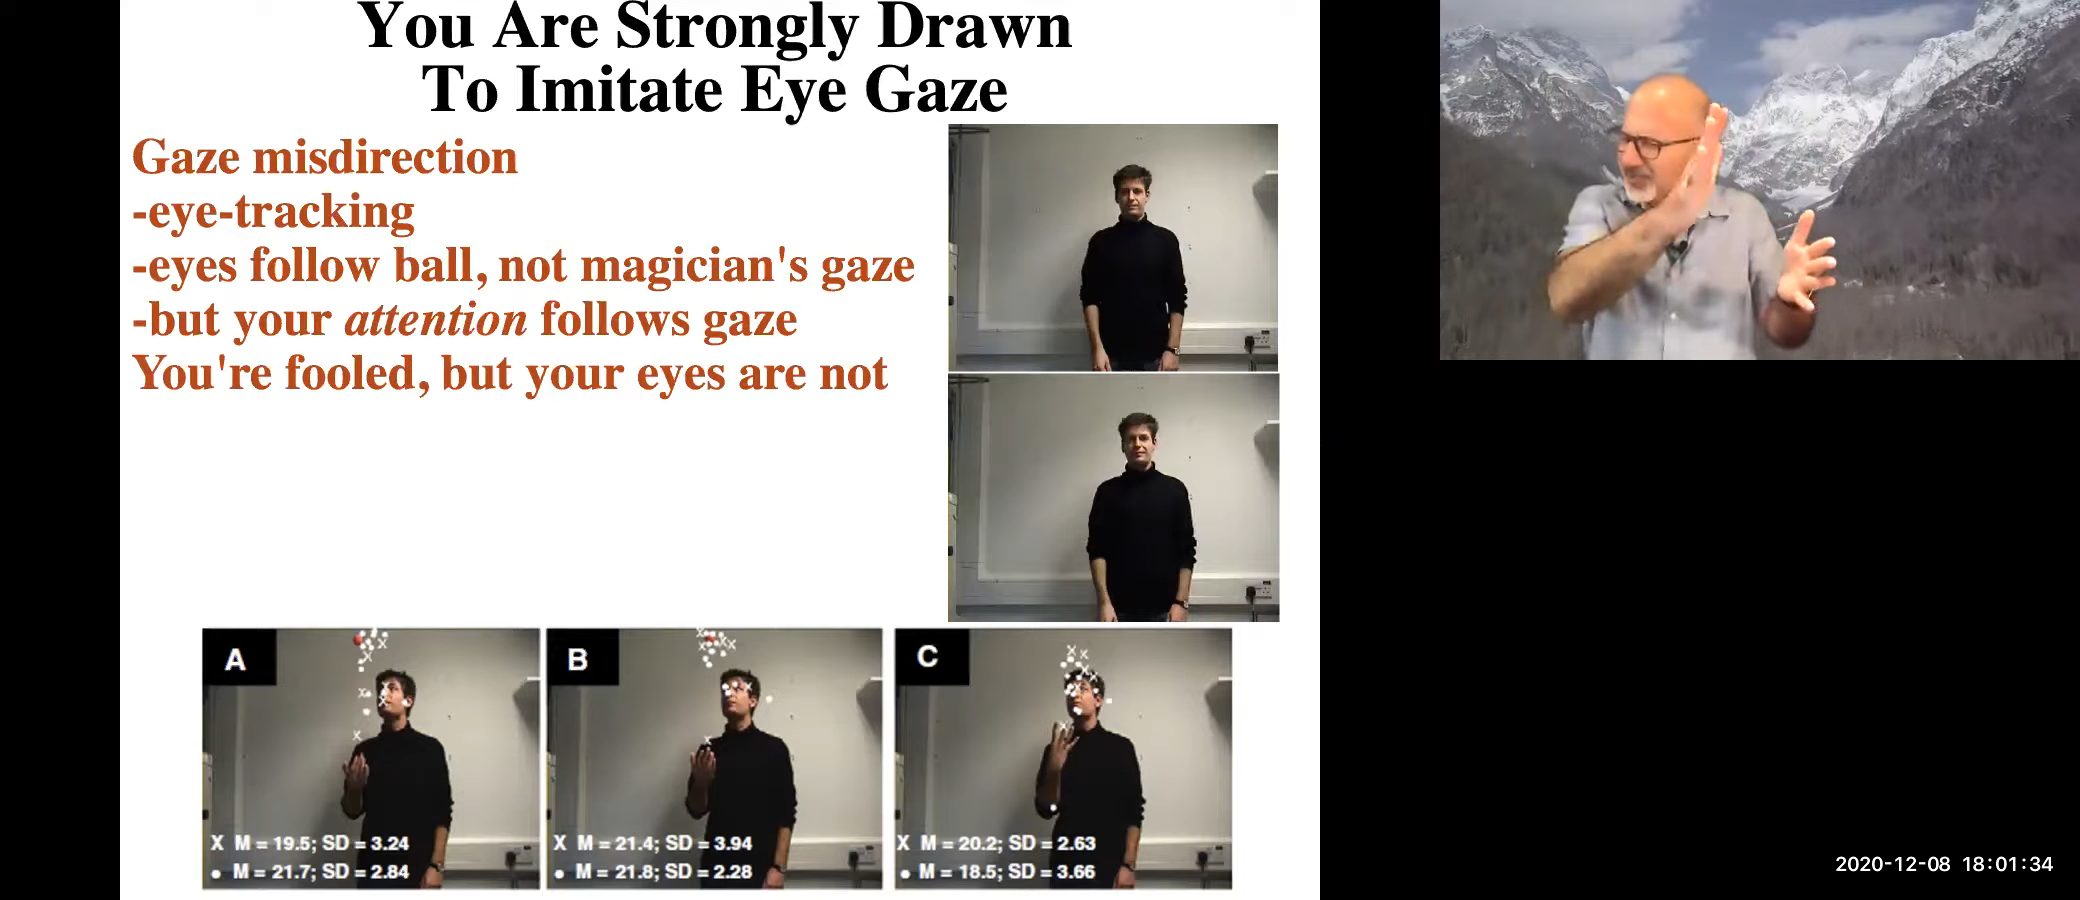 You Are Strongly Drawn
To Imitate Eye Gaze
Gaze misdirection
-eye-tracking
-eyes follow ball, not magician's gaze
-but your attention follows gaze
You're fooled, but your eyes are not
A
X M = 19.5; SD = 3.24
• M = 21.7; SD = 2.84
B
X M = 21.4; SD = 3.94
• M = 21.8; SD = 2.28
C
X M = 20.2; SD = 2.63
• M = 18.5; SD = 3.66
2020-12-08 18:01:34